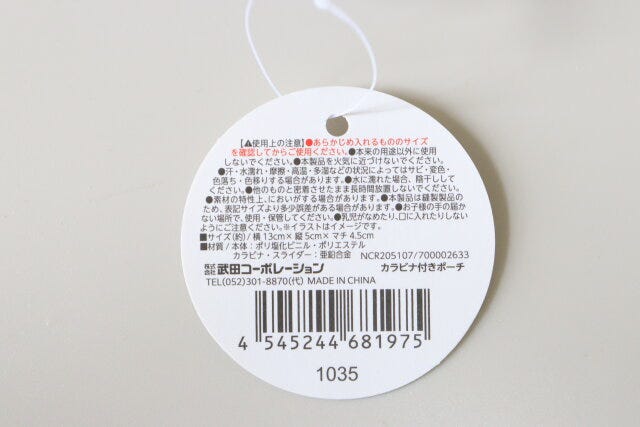 【⚠使用上の注意】●あらかじめ入れるもののサイズ
を確認してからご使用ください。●本来の用途以外に使用
しないでください。●本製品を火気に近づけないでください。
●汗・水濡れ・摩擦・高温・多湿などの状況によってはサビ・変色・
色落ち・色移りする場合があります。●水に濡れた場合、陰干しして
ください。●他のものと密着させたまま長時間放置しないでください。
●素材の特性上、においがする場合があります。●本製品は縫製製品の
ため、表記サイズより多少誤差がある場合があります。●お子様の手の届か
ない場所で、使用・保管してください。●乳児がなめたり、口に入れたりしない
ようにご注意ください。※イラストはイメージです。
■サイズ(約)/横13cm×縦5cm×マチ4.5cm
■材質/本体:ポリ塩化ビニル・ポリエステル
カラビナ・スライダー:亜鉛合金 NCR205107/700002633
株式会社 武田コーポレーション カラビナ付きポーチ
TEL(052)301-8870(代) MADE IN CHINA
4 545244 681975
1035